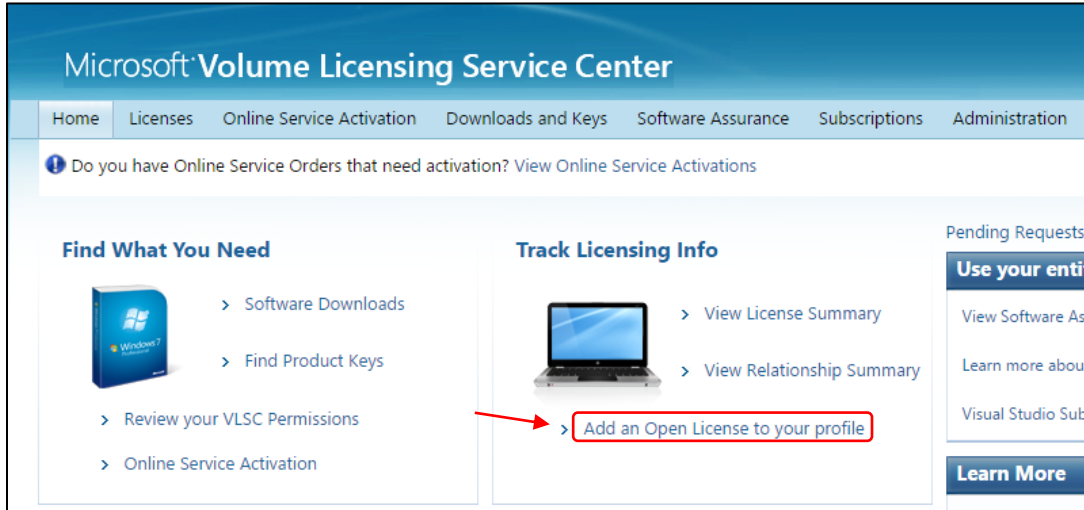 Microsoft® Volume Licensing Service Center
Home Licenses Online Service Activation Downloads and Keys Software Assurance Subscriptions Administration
Do you have Online Service Orders that need activation? View Online Service Activations
Find What You Need
Windows 7
Professional
Software Downloads
Find Product Keys
Review your VLSC Permissions
Online Service Activation
Track Licensing Info
View License Summary
View Relationship Summary
Add an Open License to your profile
Pending Requests
Use your enti
View Software As
Learn more abou
Visual Studio Sub
Learn More